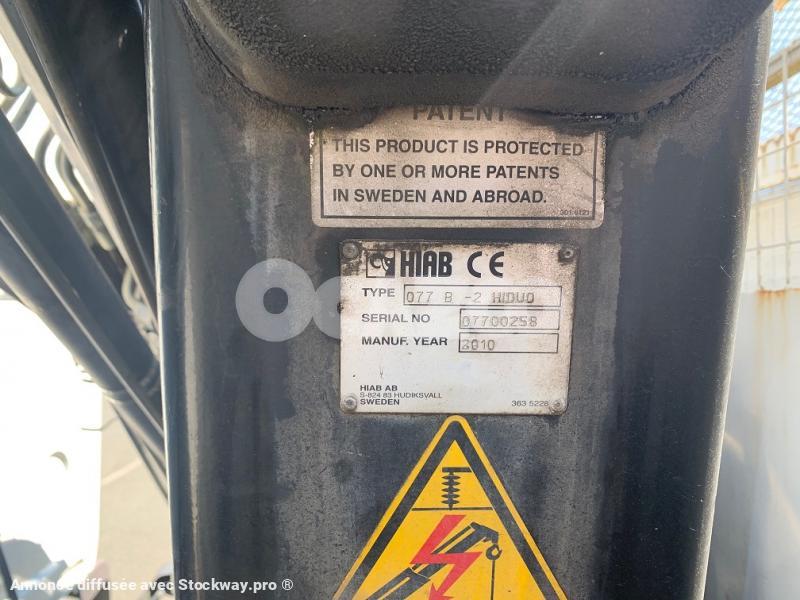 PATENT
THIS PRODUCT IS PROTECTED
BY ONE OR MORE PATENTS
IN SWEDEN AND ABROAD.
HIAB CE
TYPE 077 B -2 HIDUO
SERIAL NO 07700258
MANUF. YEAR 2010
HIAB AB
S-824 83 HUDIKSVALL
SWEDEN 363 5228
Annonce diffusée avec Stockway.pro ®